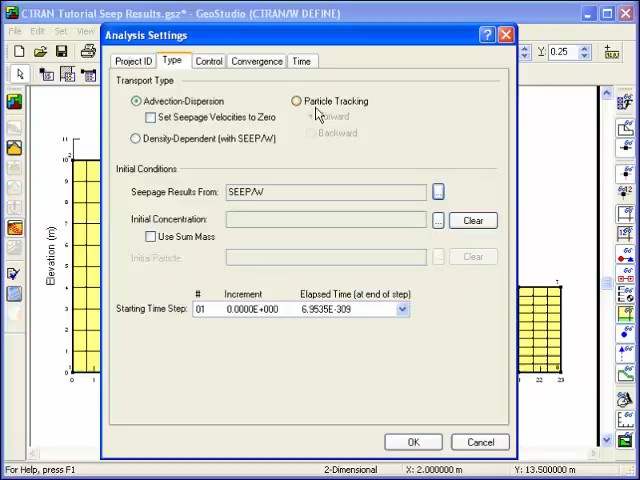 CTRAN Tutorial Seep Results.gsz* - GeoStudio (CTRAN/W DEFINE)
File Edit Set View
Analysis Settings
Y: 0.25
Project ID Type Control Convergence Time
Transport Type
Advection-Dispersion Particle Tracking
Set Seepage Velocities to Zero Forward
Density-Dependent (with SEEP/W) Backward
Initial Conditions
Seepage Results From: SEEP/W ...
Initial Concentration: ... Clear
Use Sum Mass
Initial Particle: ... Clear
# Increment Elapsed Time (at end of step)
Starting Time Step: 01 0.0000E+000 6.9535E-309
OK Cancel
Elevation (m)
11
10
9
8
7
6
5
4
3
2
1
0
0 1 22 23
For Help, press F1 2-Dimensional X: 2.000000 m Y: 13.500000 m